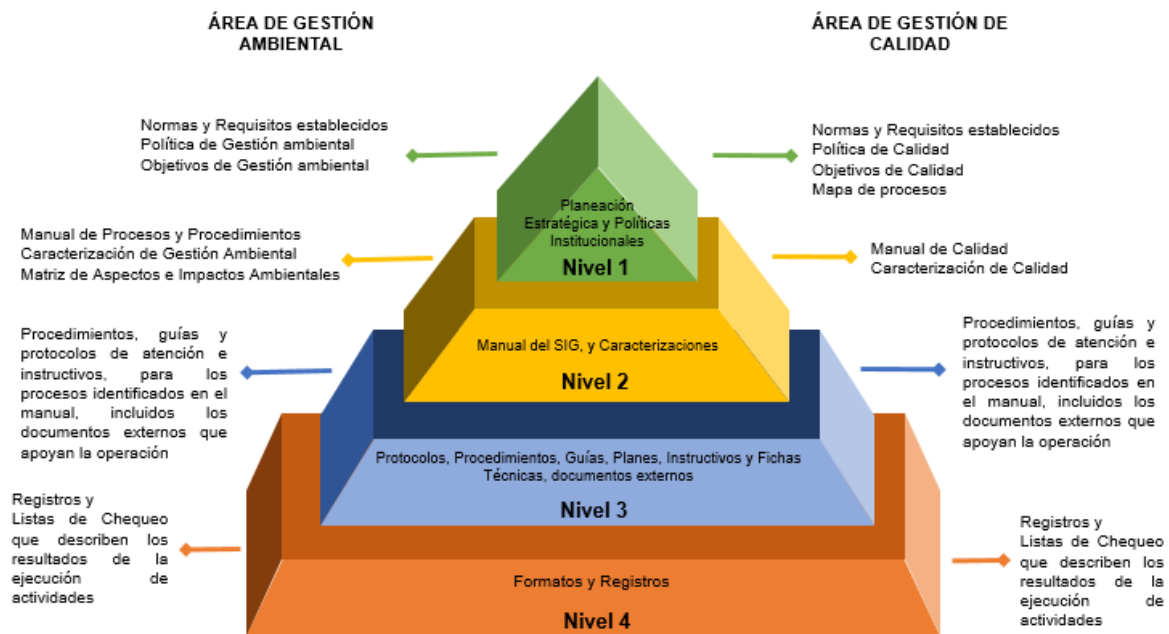 ÁREA DE GESTIÓN
AMBIENTAL
ÁREA DE GESTIÓN DE
CALIDAD
Normas y Requisitos establecidos
Política de Gestión ambiental
Objetivos de Gestión ambiental
Normas y Requisitos establecidos
Política de Calidad
Objetivos de Calidad
Mapa de procesos
Planeación
Estratégica y Políticas
Institucionales
Nivel 1
Manual de Procesos y Procedimientos
Caracterización de Gestión Ambiental
Matriz de Aspectos e Impactos Ambientales
Manual de Calidad
Caracterización de Calidad
Manual del SIG, y Caracterizaciones
Nivel 2
Procedimientos, guías y
protocolos de atención e
instructivos, para los
procesos identificados en el
manual, incluidos los
documentos externos que
apoyan la operación
Procedimientos, guías y
protocolos de atención e
instructivos, para los
procesos identificados en
el manual, incluidos los
documentos externos que
apoyan la operación
Protocolos, Procedimientos, Guías, Planes, Instructivos y Fichas
Técnicas, documentos externos
Nivel 3
Registros y
Listas de Chequeo
que describen los
resultados de la
ejecución de
actividades
Registros y
Listas de Chequeo
que describen los
resultados de la
ejecución de
actividades
Formatos y Registros
Nivel 4